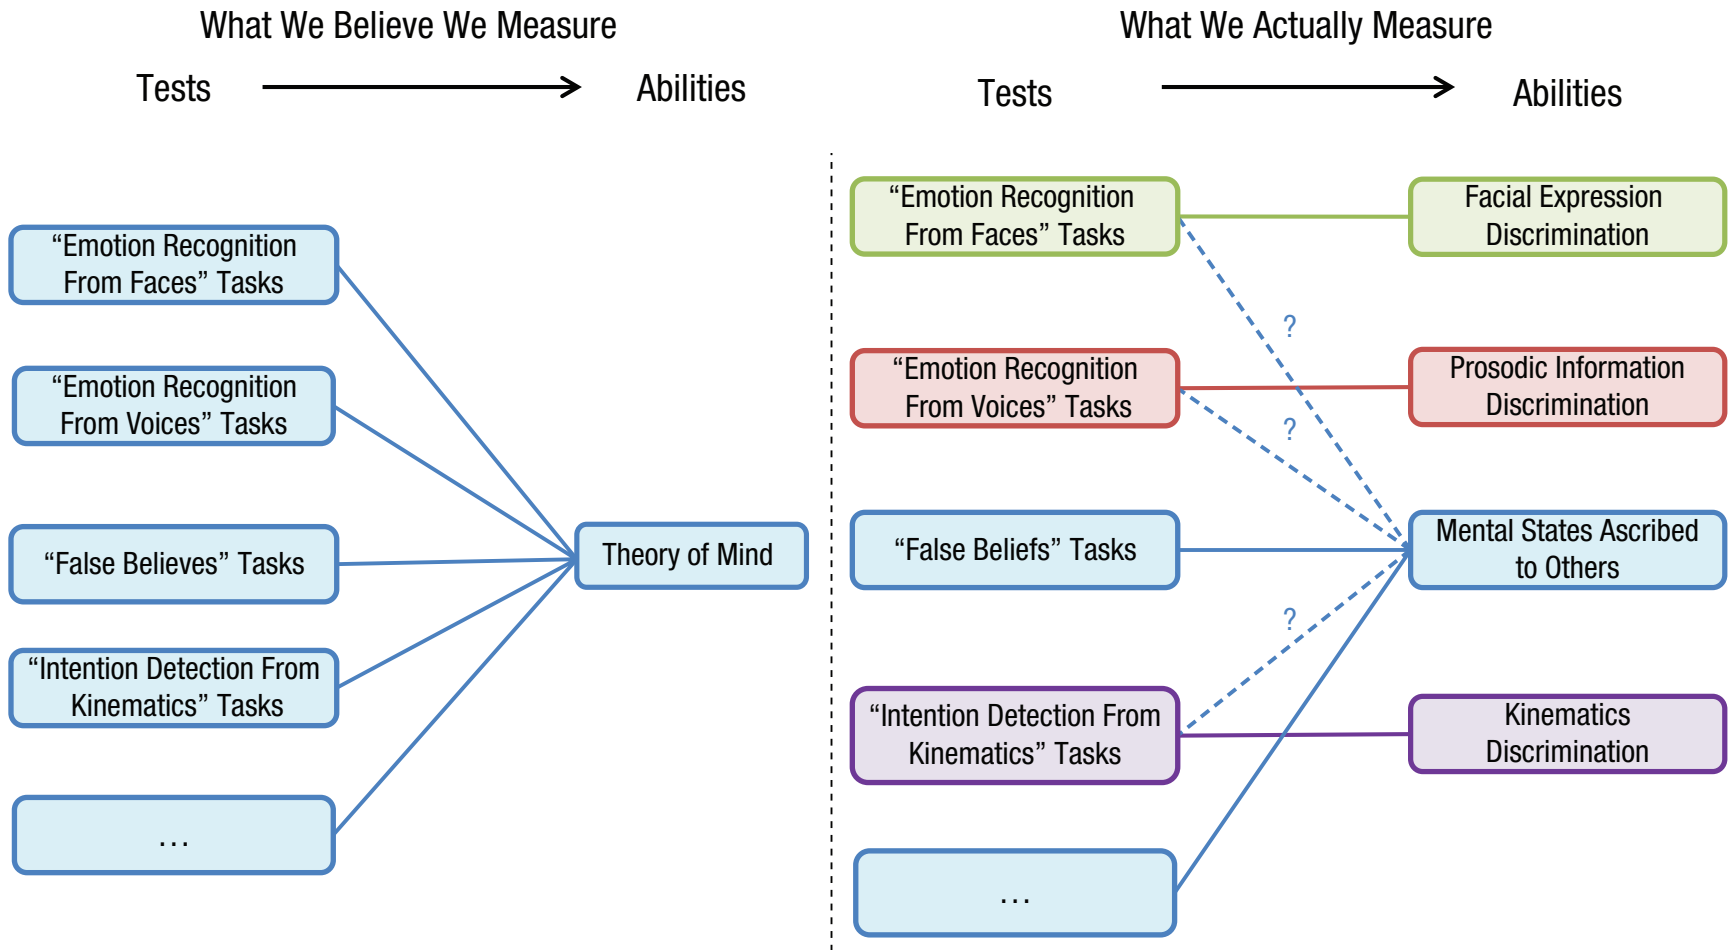 What We Believe We Measure
Tests
Abilities
“Emotion Recognition
From Faces” Tasks
“Emotion Recognition
From Voices” Tasks
“False Believes” Tasks
“Intention Detection From
Kinematics” Tasks
...
Theory of Mind
What We Actually Measure
Tests
Abilities
“Emotion Recognition
From Faces” Tasks
“Emotion Recognition
From Voices” Tasks
“False Beliefs” Tasks
“Intention Detection From
Kinematics” Tasks
...
?
?
?
Facial Expression
Discrimination
Prosodic Information
Discrimination
Mental States Ascribed
to Others
Kinematics
Discrimination